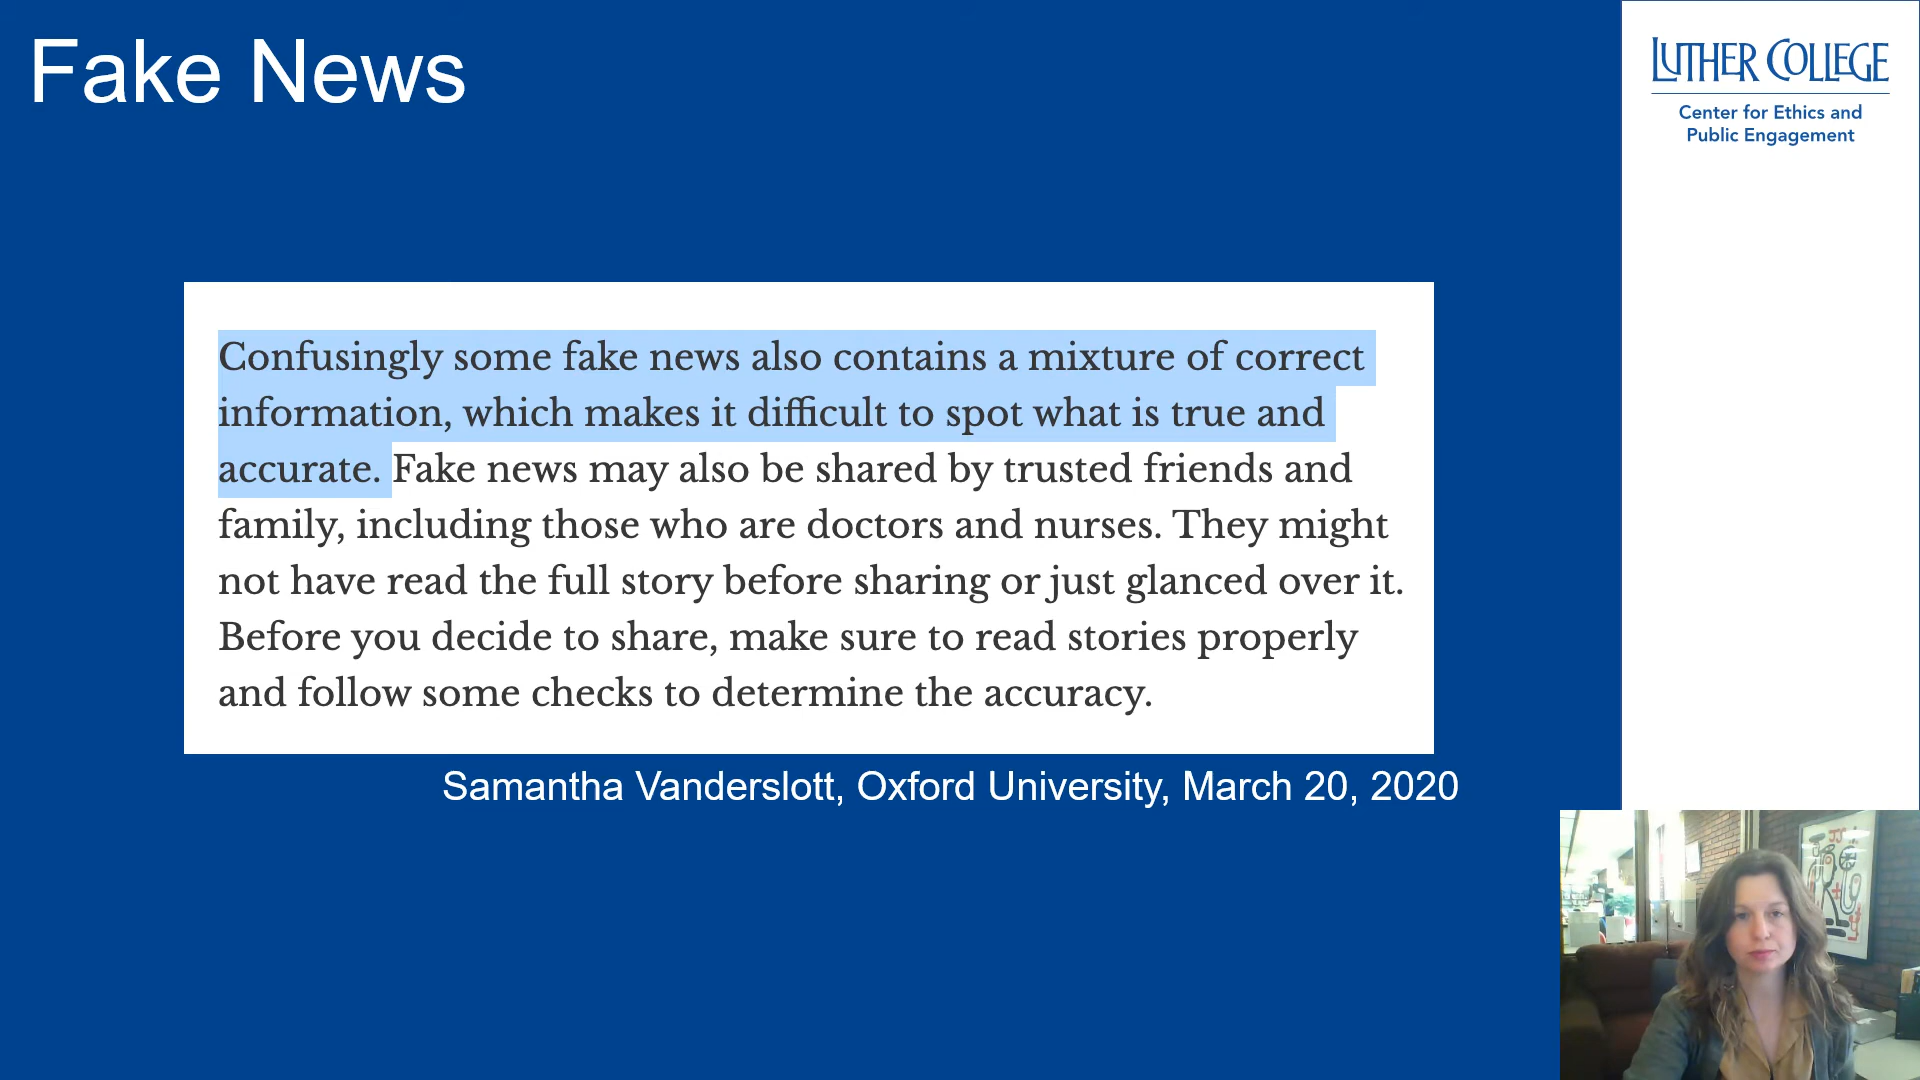 Fake News
LUTHER COLLEGE
Center for Ethics and
Public Engagement
Confusingly some fake news also contains a mixture of correct
information, which makes it difficult to spot what is true and
accurate. Fake news may also be shared by trusted friends and
family, including those who are doctors and nurses. They might
not have read the full story before sharing or just glanced over it.
Before you decide to share, make sure to read stories properly
and follow some checks to determine the accuracy.
Samantha Vanderslott, Oxford University, March 20, 2020